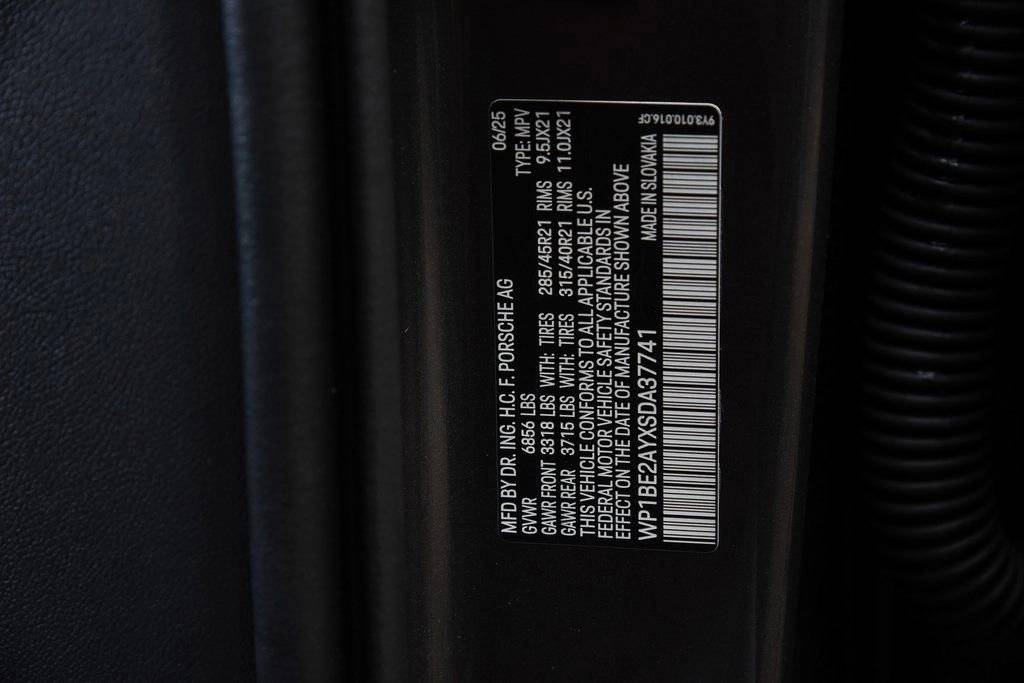 MFD BY DR. ING. H.C. F. PORSCHE AG 06/25
GVWR 6856 LBS TYPE: MPV
GAWR FRONT 3318 LBS WITH: TIRES 285/45R21 RIMS 9.5JX21
GAWR REAR 3715 LBS WITH: TIRES 315/40R21 RIMS 11.0JX21
THIS VEHICLE CONFORMS TO ALL APPLICABLE U.S.
FEDERAL MOTOR VEHICLE SAFETY STANDARDS IN
EFFECT ON THE DATE OF MANUFACTURE SHOWN ABOVE
WP1BE2AYXSDA37741 MADE IN SLOVAKIA
9Y3.010.016.CF